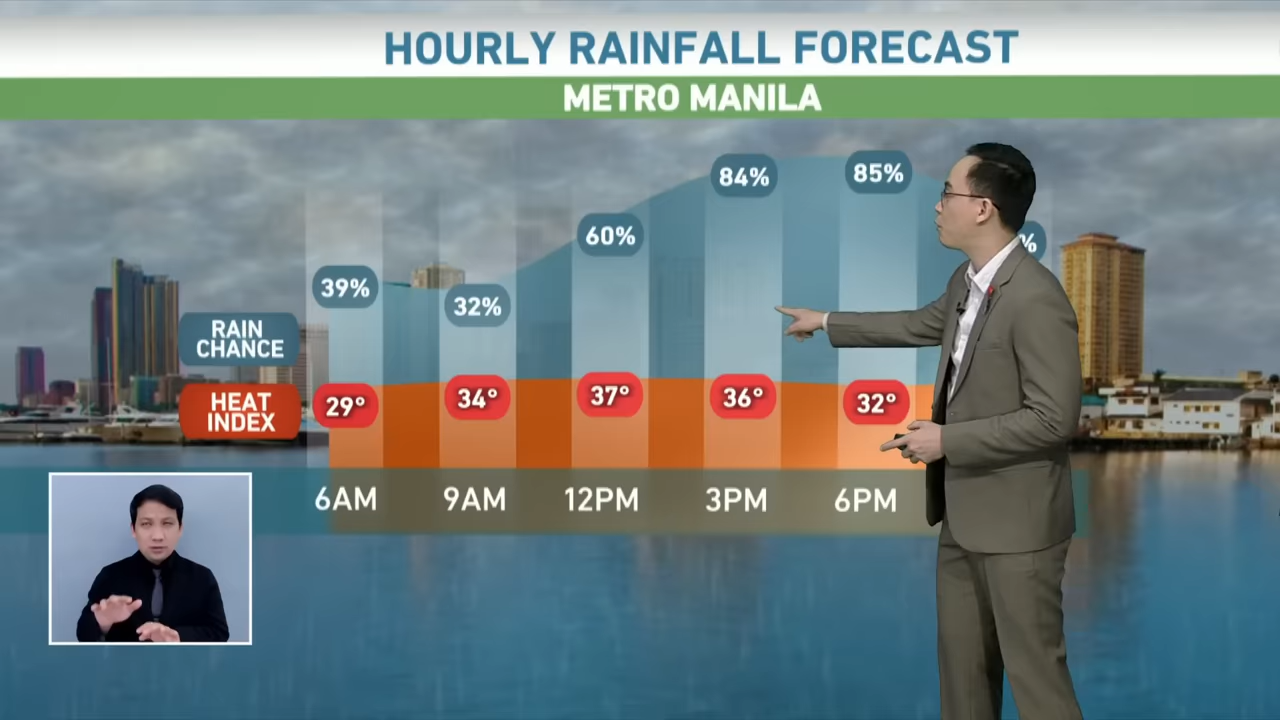 HOURLY RAINFALL FORECAST
METRO MANILA
RAIN
CHANCE
39%
32%
60%
84%
85%
%
HEAT
INDEX
29°
34°
37°
36°
32°
6AM
9AM
12PM
3PM
6PM